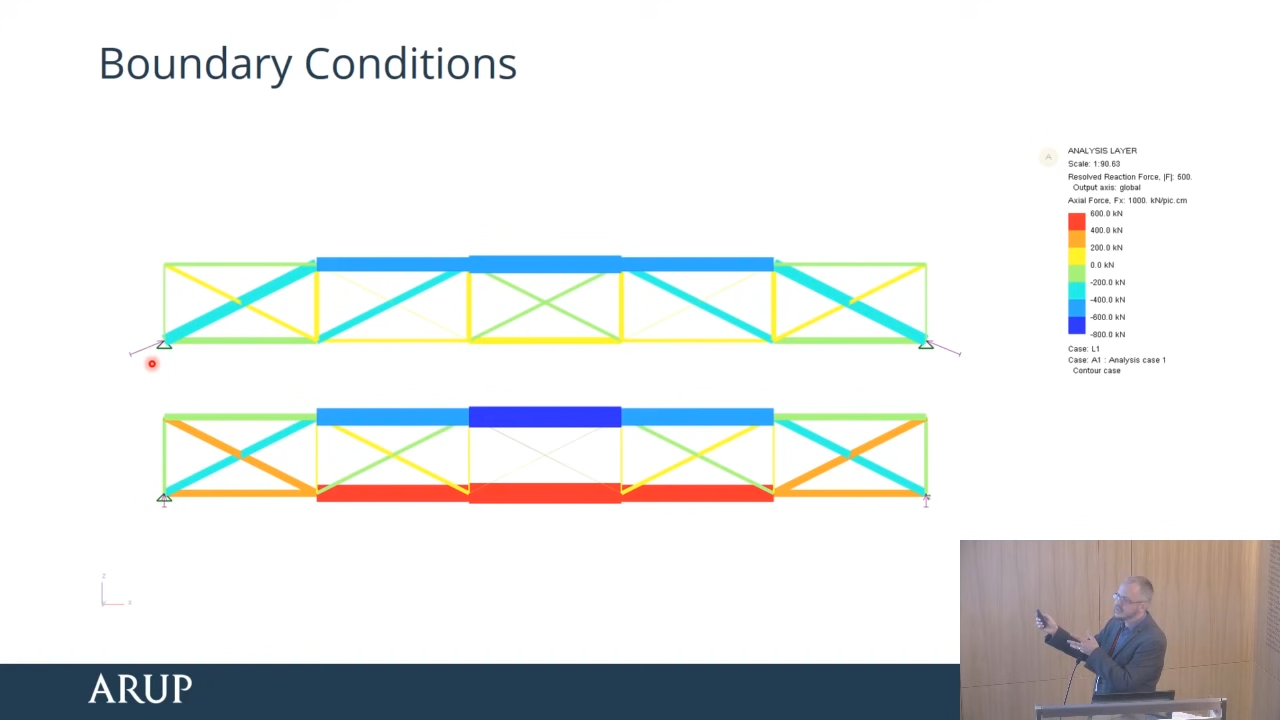 Boundary Conditions
A
ANALYSIS LAYER
Scale: 1:90.63
Resolved Reaction Force, |F|: 500.
Output axis: global
Axial Force, Fx: 1000. kN/pic.cm
600.0 kN
400.0 kN
200.0 kN
0.0 kN
-200.0 kN
-400.0 kN
-600.0 kN
-800.0 kN
Case: L1
Case: A1 : Analysis case 1
Contour case
z
x
ARUP